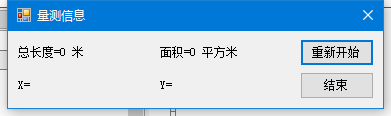 量测信息
总长度=0 米 面积=0 平方米 重新开始
X= Y= 结束